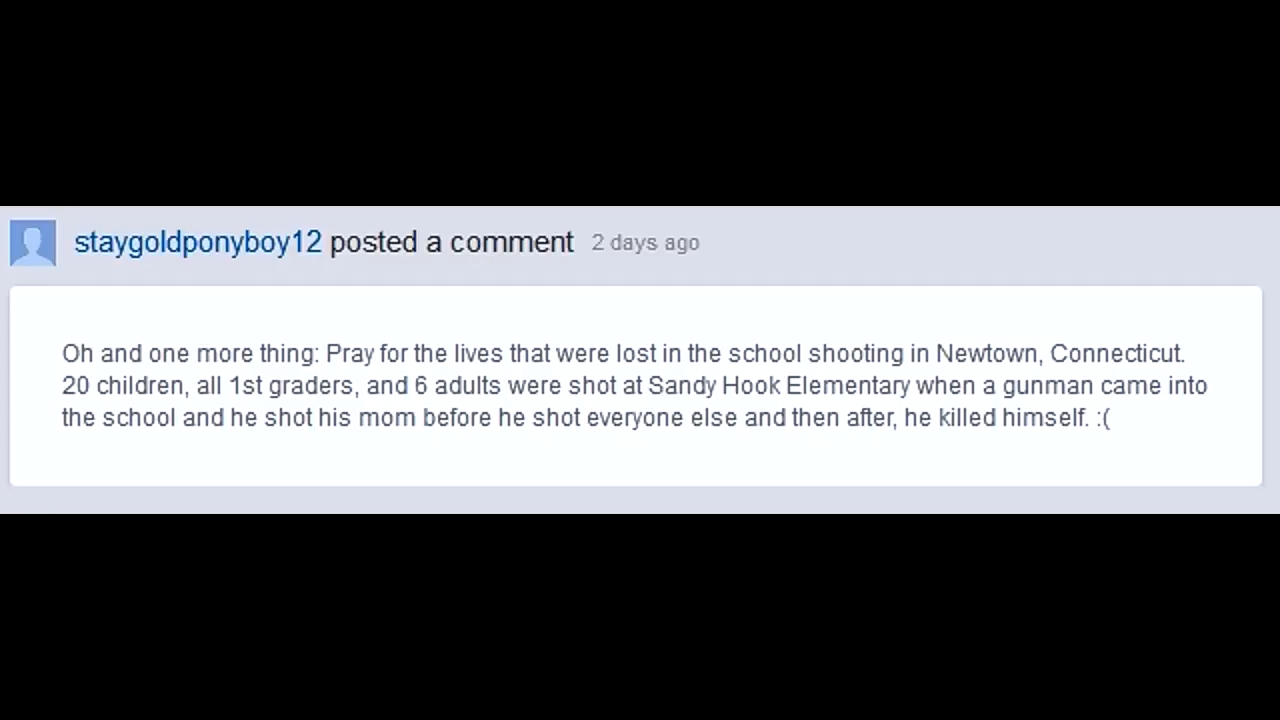 staygoldponyboy12 posted a comment 2 days ago
Oh and one more thing: Pray for the lives that were lost in the school shooting in Newtown, Connecticut.
20 children, all 1st graders, and 6 adults were shot at Sandy Hook Elementary when a gunman came into
the school and he shot his mom before he shot everyone else and then after, he killed himself. :(